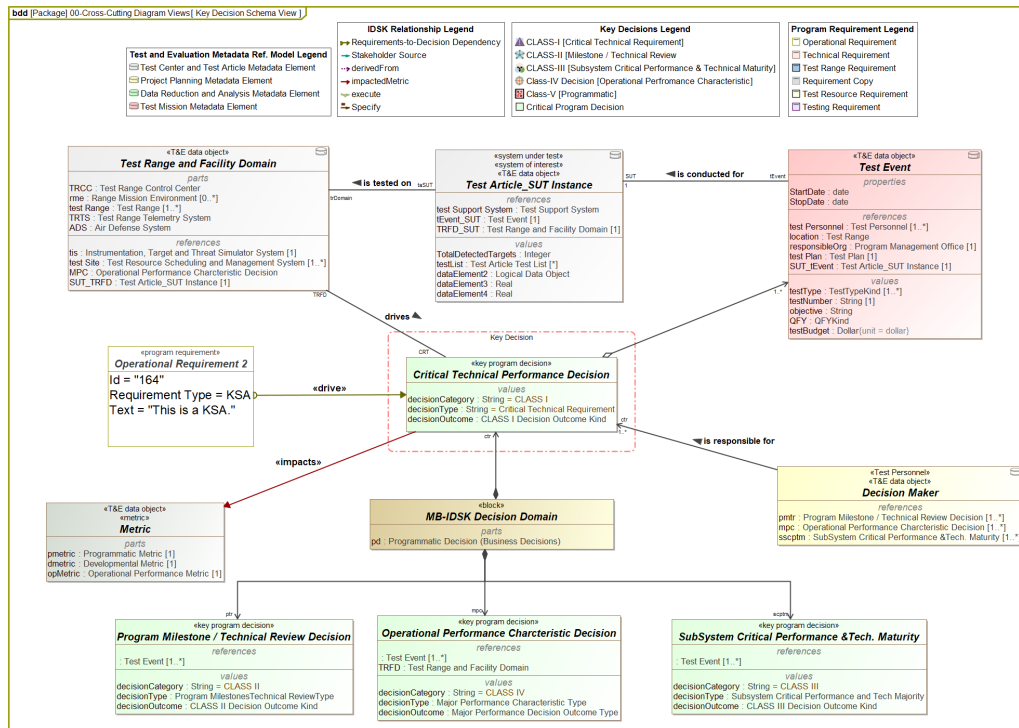 bdd [Package] 00-Cross-Cutting Diagram Views[ Key Decision Schema View ]
Test and Evaluation Metadata Ref. Model Legend
Test Center and Test Article Metadata Element
Project Planning Metadata Element
Data Reduction and Analysis Metadata Element
Test Mission Metadata Element
IDSK Relationship Legend
Requirements-to-Decision Dependency
Stakeholder Source
derivedFrom
impactedMetric
execute
Specify
Key Decisions Legend
CLASS-I [Critical Technical Requirement]
CLASS-II [Milestone / Technical Review
CLASS-III [Subsystem Critical Performance & Technical Maturity]
Class-IV Decision [Operational Performance Characteristic]
Class-V [Programmatic]
Critical Program Decision
Program Requirement Legend
Operational Requirement
Technical Requirement
Test Range Requirement
Requirement Copy
Test Resource Requirement
Testing Requirement
«T&E data object»
Test Range and Facility Domain
parts
TRCC : Test Range Control Center
rme : Range Mission Environment [0..*]
test Range : Test Range [1..*]
TRTS : Test Range Telemetry System
ADS : Air Defense System
references
tis : Instrumentation, Target and Threat Simulator System [1]
test Site : Test Resource Scheduling and Management System [1..*]
MPC : Operational Performance Charcteristic Decision
SUT_TRFD : Test Article_SUT Instance [1]
is tested on
taSUT
trDomain
«system under test»
«system of interest»
«T&E data object»
Test Article_SUT Instance
references
test Support System : Test Support System
tEvent_SUT : Test Event [1]
TRFD_SUT : Test Range and Facility Domain [1]
values
TotalDetectedTargets : Integer
testList : Test Article Test List [*]
dataElement2 : Logical Data Object
dataElement3 : Real
dataElement4 : Real
SUT
1
is conducted for
tEvent
«T&E data object»
Test Event
properties
StartDate : date
StopDate : date
references
test Personnel : Test Personnel [1..*]
location : Test Range
responsibleOrg : Program Management Office [1]
test Plan : Test Plan [1]
SUT_tEvent : Test Article_SUT Instance [1]
values
testType : TestTypeKind [1..*]
testNumber : String [1]
objective : String
QFY : QFYKind
testBudget : Dollar{unit = dollar}
1..*
TRFD
drives
CRT
Key Decision
«key program decision»
Critical Technical Performance Decision
values
decisionCategory : String = CLASS I
decisionType : String = Critical Technical Requirement
decisionOutcome : CLASS I Decision Outcome Kind
ctr
1..*
ctr
«program requirement»
Operational Requirement 2
Id = "164"
Requirement Type = KSA
Text = "This is a KSA."
«drive»
«impacts»
is responsible for
«Test Personnel»
«T&E data object»
Decision Maker
references
pmtr : Program Milestone / Technical Review Decision [1..*]
mpc : Operational Performance Charcteristic Decision [1..*]
sscptm : SubSystem Critical Performance &Tech. Maturity [1..*
«T&E data object»
«metric»
Metric
parts
pmetric : Programmatic Metric [1]
dmetric : Developmental Metric [1]
opMetric : Operational Performance Metric [1]
«block»
MB-IDSK Decision Domain
parts
pd : Programmatic Decision (Business Decisions)
ptr
mpc
scptm
«key program decision»
Program Milestone / Technical Review Decision
references
: Test Event [1..*]
values
decisionCategory : String = CLASS II
decisionType : Program MilestonesTechnical ReviewType
decisionOutcome : CLASS II Decision Outcome Kind
«key program decision»
Operational Performance Charcteristic Decision
references
: Test Event [1..*]
TRFD : Test Range and Facility Domain
values
decisionCategory : String = CLASS IV
decisionType : Major Performance Characteristic Type
decisionOutcome : Major Performance Decision Outcome Type
«key program decision»
SubSystem Critical Performance &Tech. Maturity
references
: Test Event [1..*]
values
decisionCategory : String = CLASS III
decisionType : Subsystem Critical Performance and Tech Majority
decisionOutcome : CLASS III Decision Outcome Kind